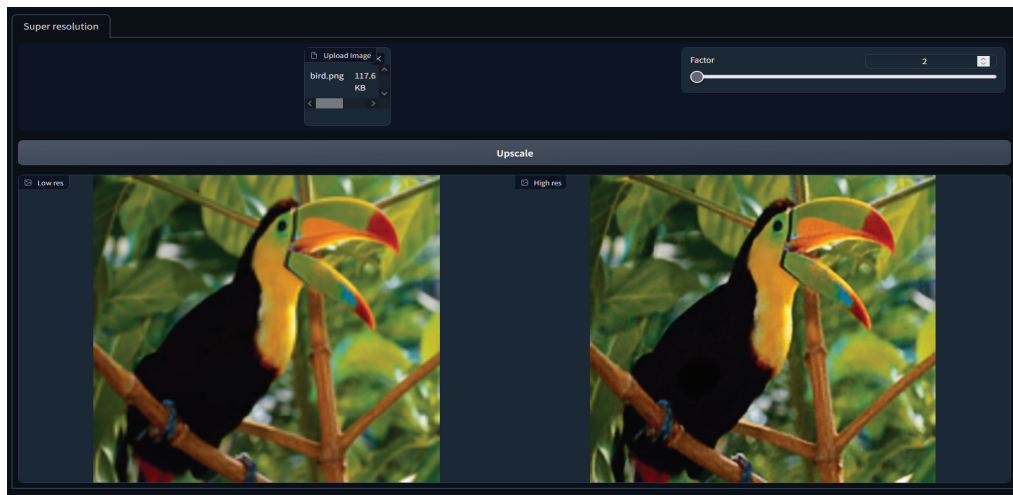 Super resolution
Upload Image
bird.png 117.6 KB
Factor
2
Upscale
Low res
High res